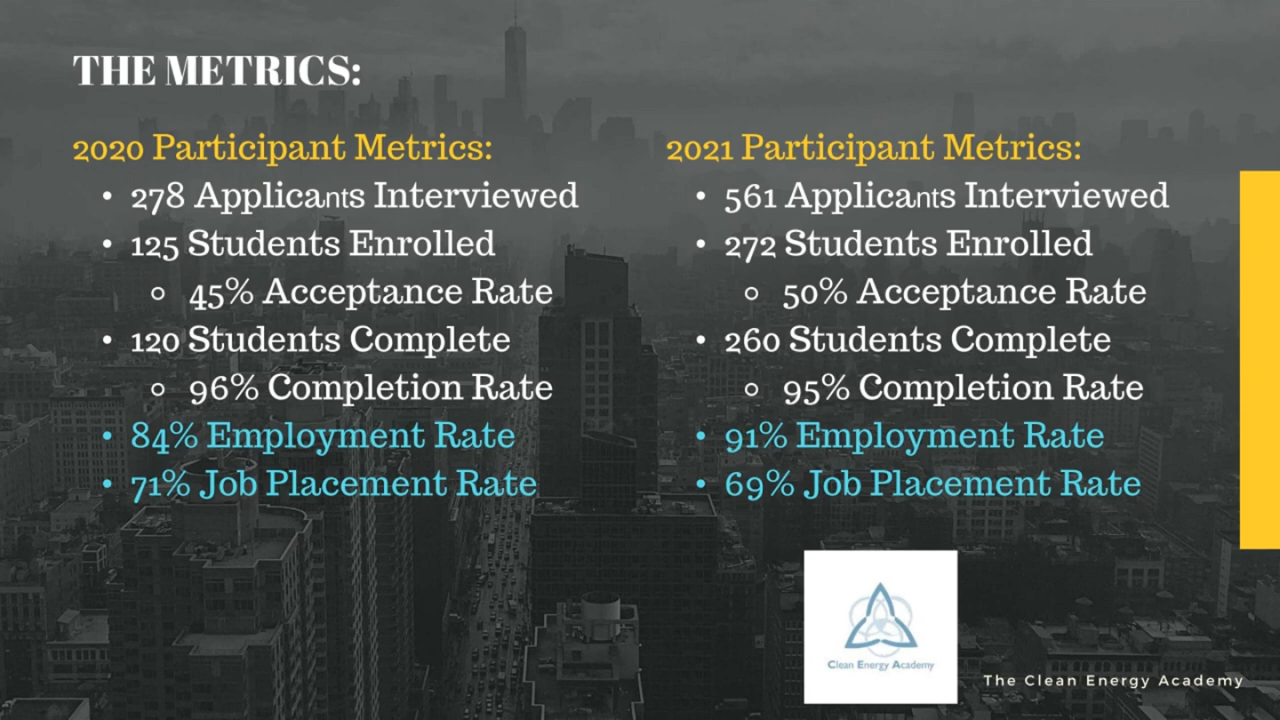 THE METRICS:
2020 Participant Metrics:
• 278 Applicants Interviewed
• 125 Students Enrolled
○ 45% Acceptance Rate
• 120 Students Complete
○ 96% Completion Rate
• 84% Employment Rate
• 71% Job Placement Rate
2021 Participant Metrics:
• 561 Applicants Interviewed
• 272 Students Enrolled
○ 50% Acceptance Rate
• 260 Students Complete
○ 95% Completion Rate
• 91% Employment Rate
• 69% Job Placement Rate
Clean Energy Academy
The Clean Energy Academy